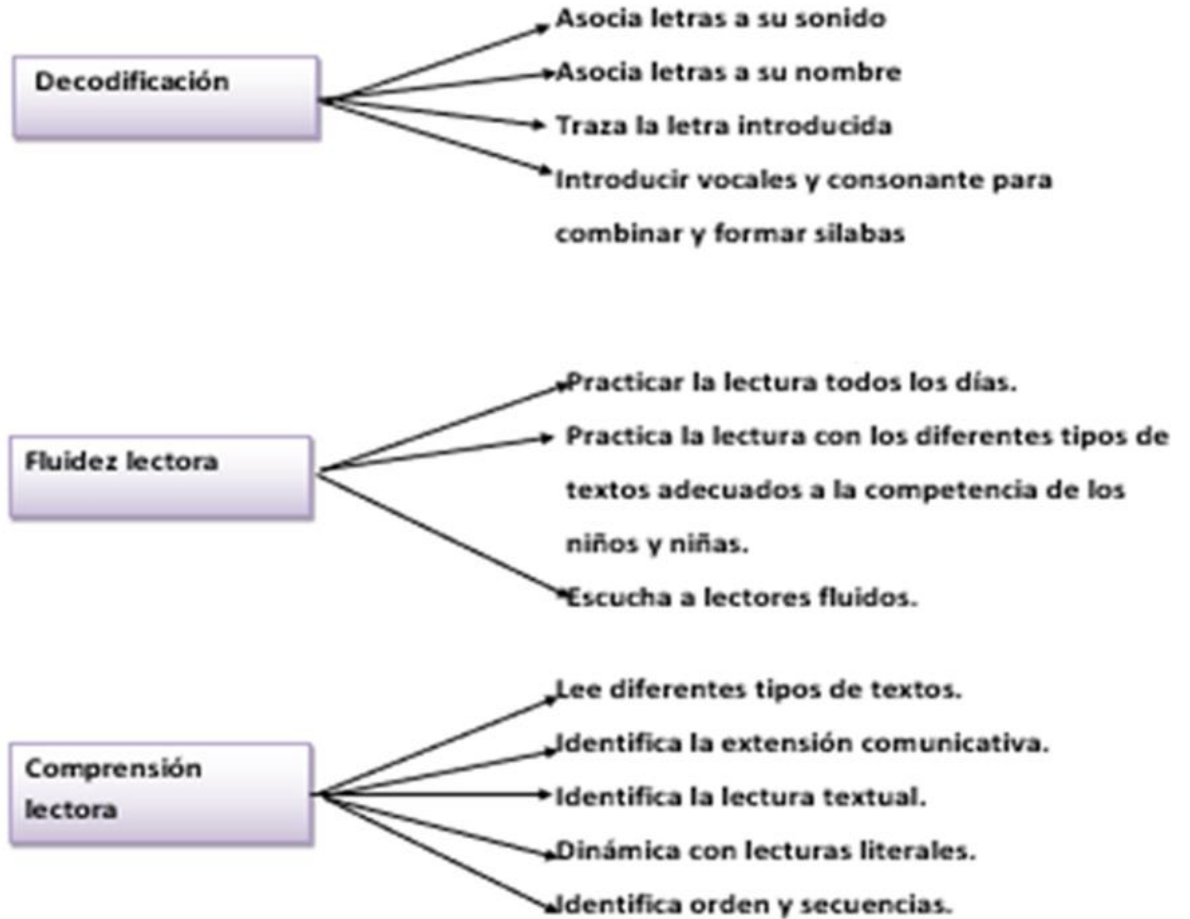 Decodificación
Asocia letras a su sonido
Asocia letras a su nombre
Traza la letra introducida
Introducir vocales y consonante para
combinar y formar silabas
Fluidez lectora
Practicar la lectura todos los días.
Practica la lectura con los diferentes tipos de
textos adecuados a la competencia de los
niños y niñas.
Escucha a lectores fluidos.
Comprensión
lectora
Lee diferentes tipos de textos.
Identifica la extensión comunicativa.
Identifica la lectura textual.
Dinámica con lecturas literales.
Identifica orden y secuencias.